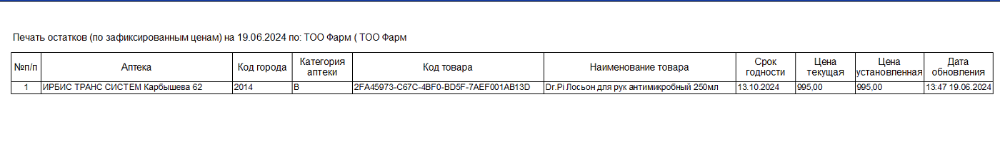 Печать остатков (по зафиксированным ценам) на 19.06.2024 по: ТОО Фарм ( ТОО Фарм
№п/п Аптека Код города Категория аптеки Код товара Наименование товара Срок годности Цена текущая Цена установленная Дата обновления
1 ИРБИС ТРАНС СИСТЕМ Карбышева 62 2014 В 2FA45973-C67C-4BF0-BD5F-7AEF001AB13D Dr.Pi Лосьон для рук антимикробный 250мл 13.10.2024 995,00 995,00 13:47 19.06.2024